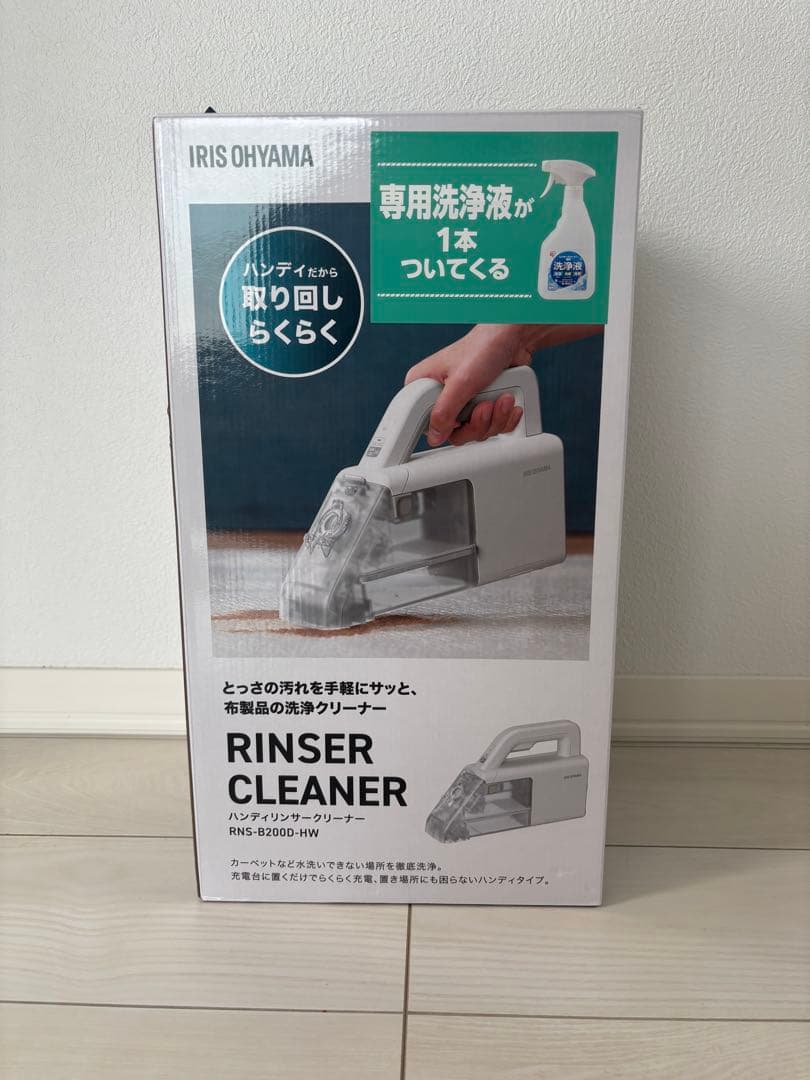 IRIS OHYAMA
専用洗浄液が
1本
ついてくる
洗浄液
ハンディだから
取り回し
らくらく
IRIS OHYAMA
とっさの汚れを手軽にサッと、
布製品の洗浄クリーナー
RINSER
CLEANER
ハンディリンサークリーナー
RNS-B200D-HW
カーペットなど水洗いできない場所を徹底洗浄。
充電台に置くだけでらくらく充電、置き場所にも困らないハンディタイプ。